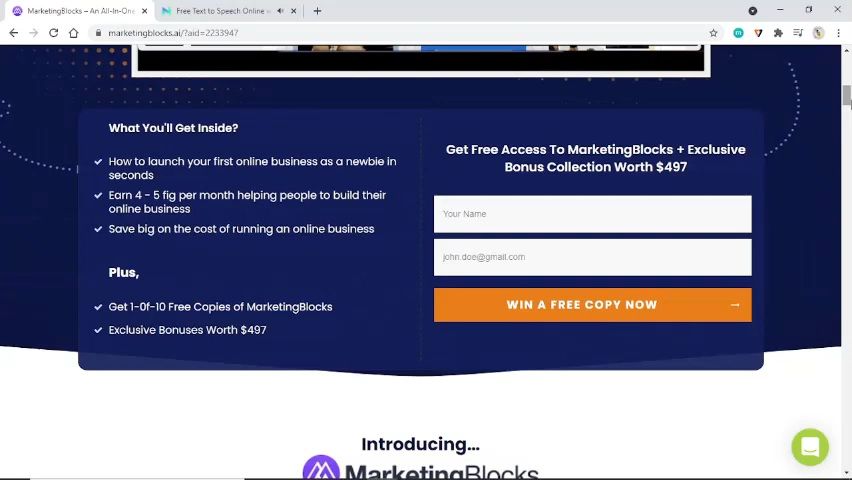 MarketingBlocks – An All-In-One
Free Text to Speech Online
marketingblocks.ai/?aid=2233947
What You'll Get Inside?
How to launch your first online business as a newbie in
seconds
Earn 4 - 5 fig per month helping people to build their
online business
Save big on the cost of running an online business
Plus,
Get 1-Of-10 Free Copies of MarketingBlocks
Exclusive Bonuses Worth $497
Get Free Access To MarketingBlocks + Exclusive
Bonus Collection Worth $497
Your Name
john.doe@gmail.com
WIN A FREE COPY NOW →
Introducing...
MarketingBlocks